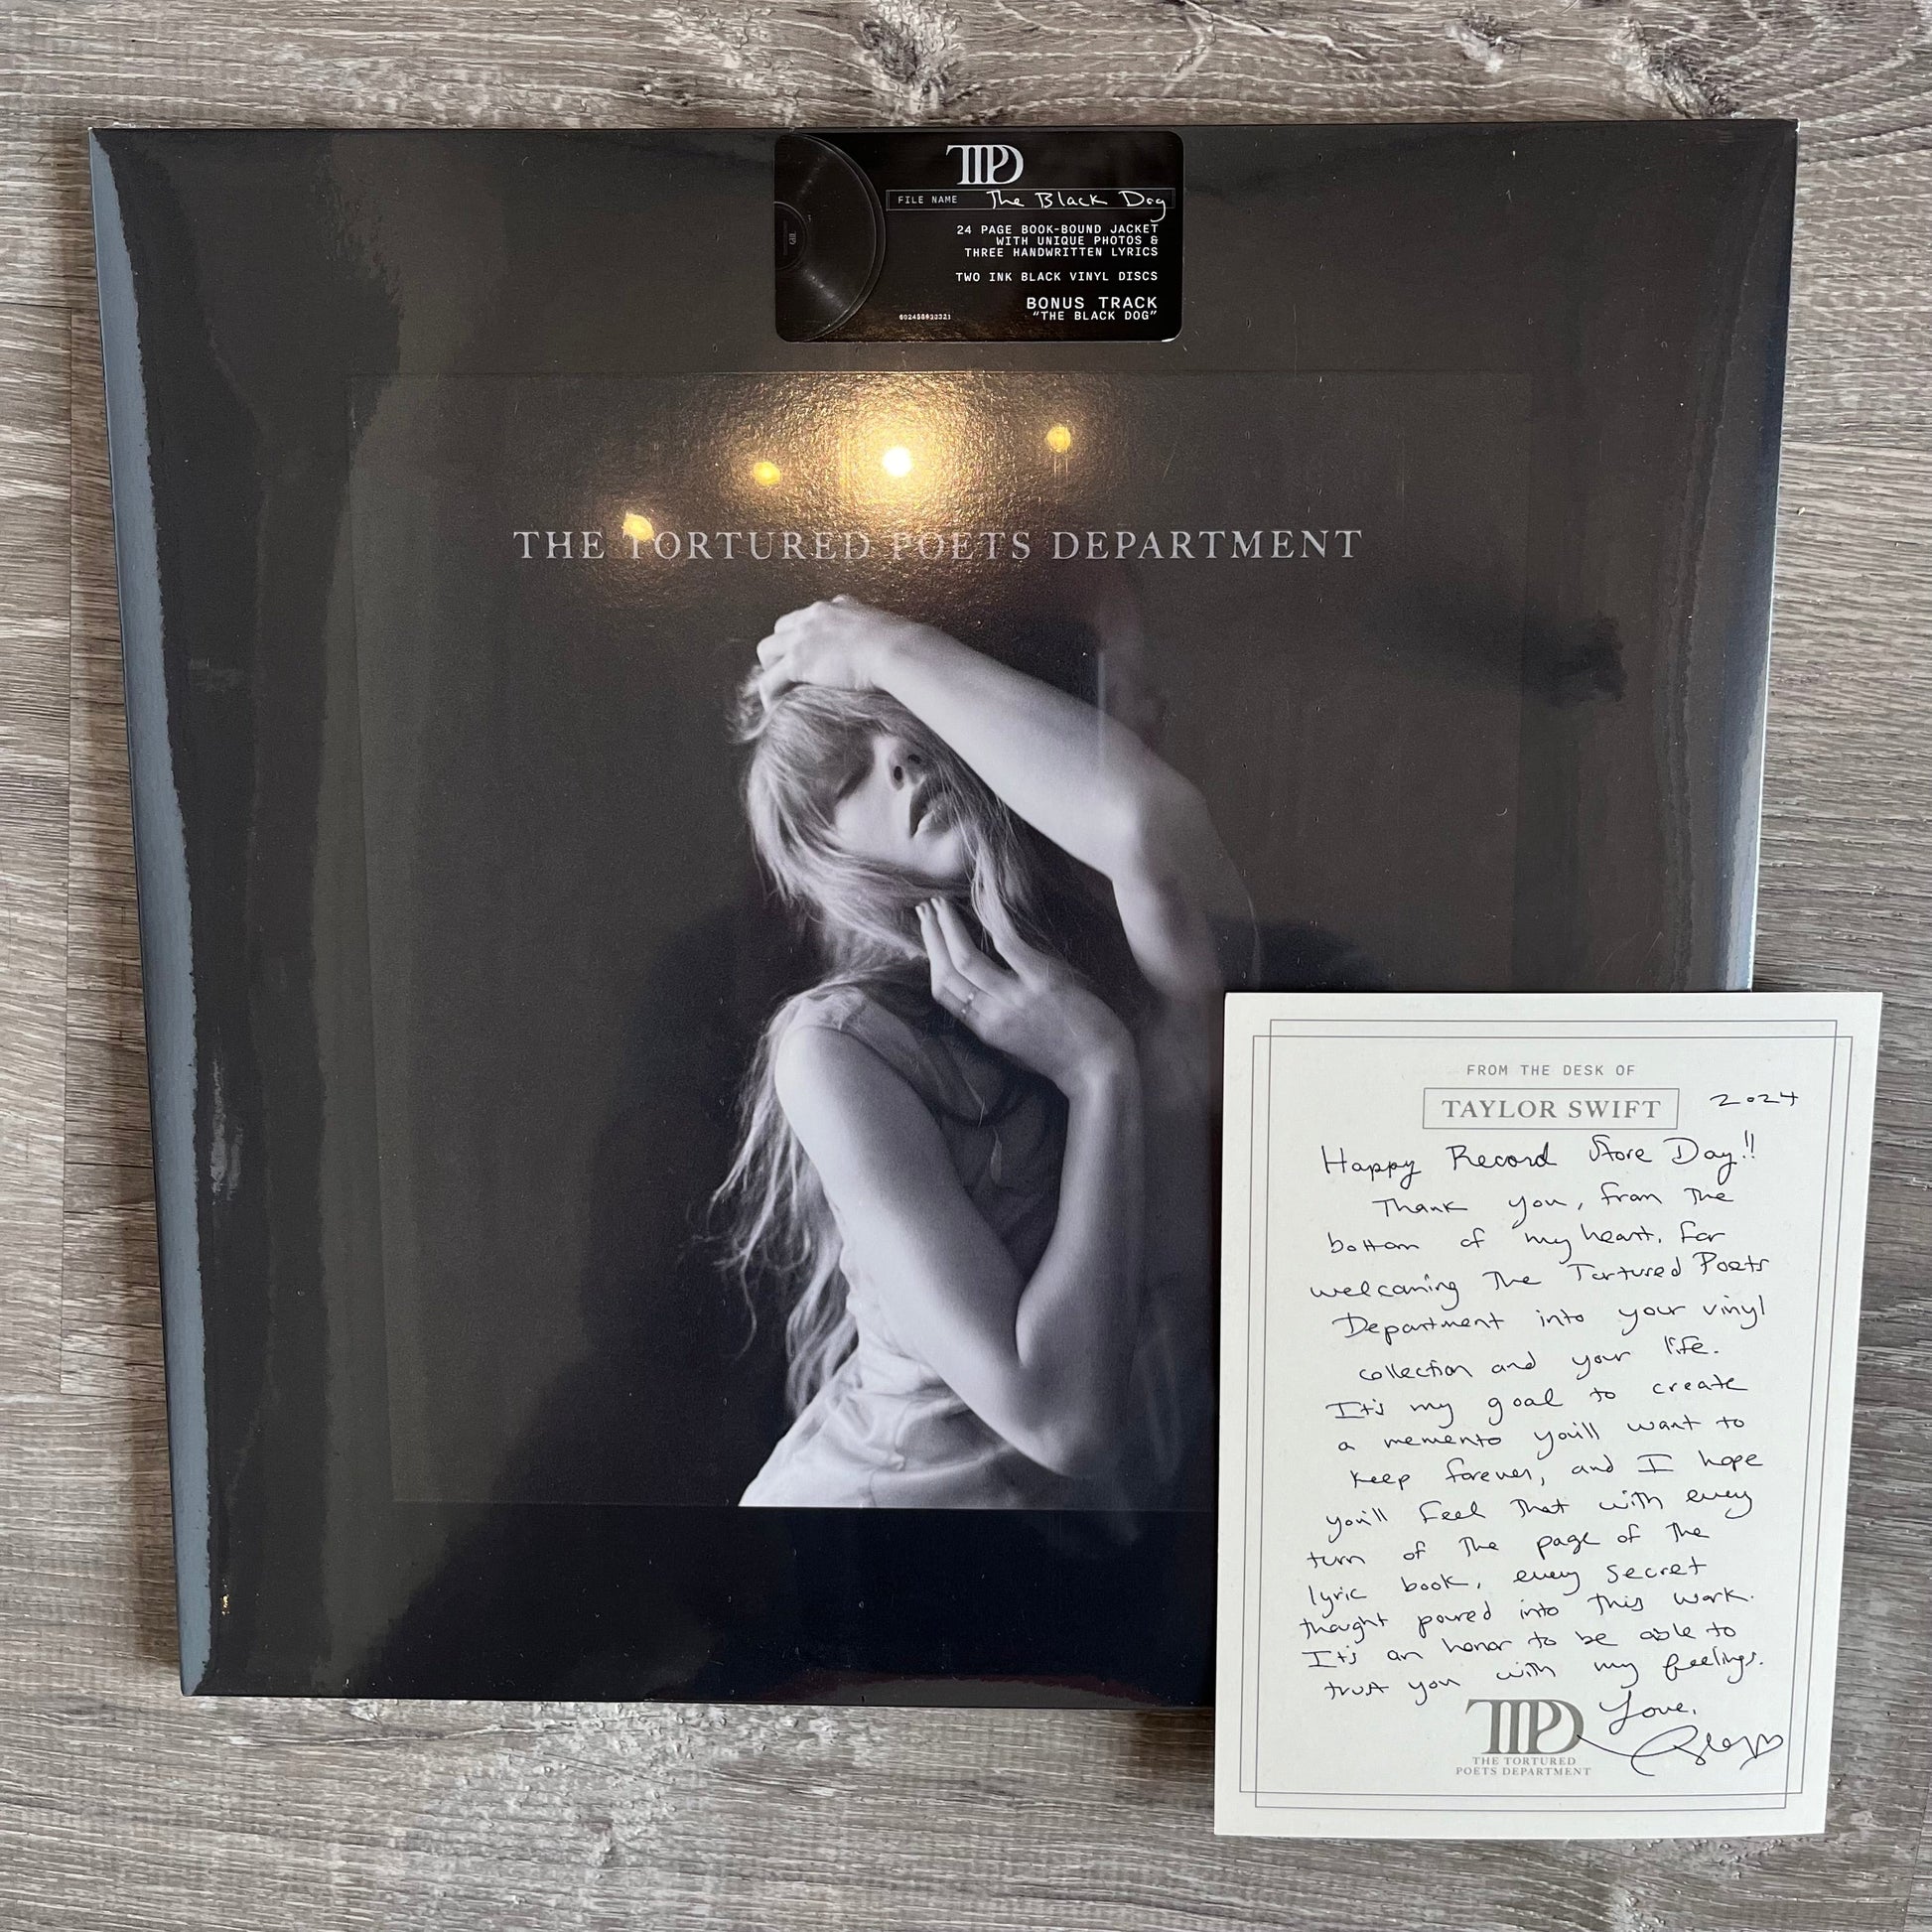 TTPD
FILE NAME The Black Dog
24 PAGE BOOK-BOUND JACKET
WITH UNIQUE PHOTOS &
THREE HANDWRITTEN LYRICS
TWO INK BLACK VINYL DISCS
BONUS TRACK
"THE BLACK DOG"
THE TORTURED POETS DEPARTMENT
FROM THE DESK OF
TAYLOR SWIFT 2024
Happy Record Store Day!!
Thank you, from the
bottom of my heart, for
welcoming The Tortured Poets
Department into your vinyl
collection and your life.
It's my goal to create
a memento you'll want to
keep forever, and I hope
you'll feel that with every
turn of the page of the
lyric book, every secret
thought poured into this work.
It's an honor to be able to
trust you with my feelings.
Love,
TTPD
THE TORTURED
POETS DEPARTMENT